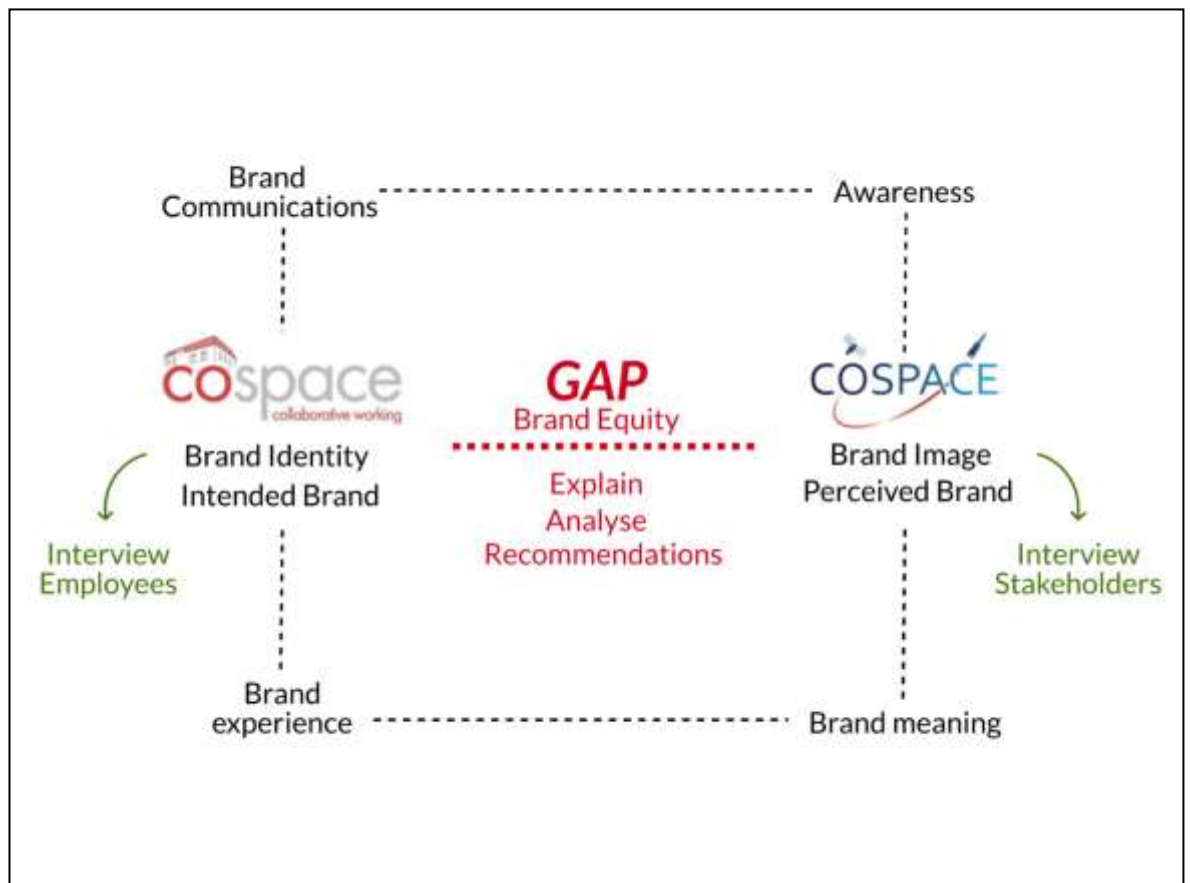 Brand
Communications
Awareness
cospace
collaborative working
GAP
Brand Equity
COSPACE
Brand Identity
Intended Brand
Explain
Analyse
Recommendations
Brand Image
Perceived Brand
Interview
Employees
Interview
Stakeholders
Brand
experience
Brand meaning